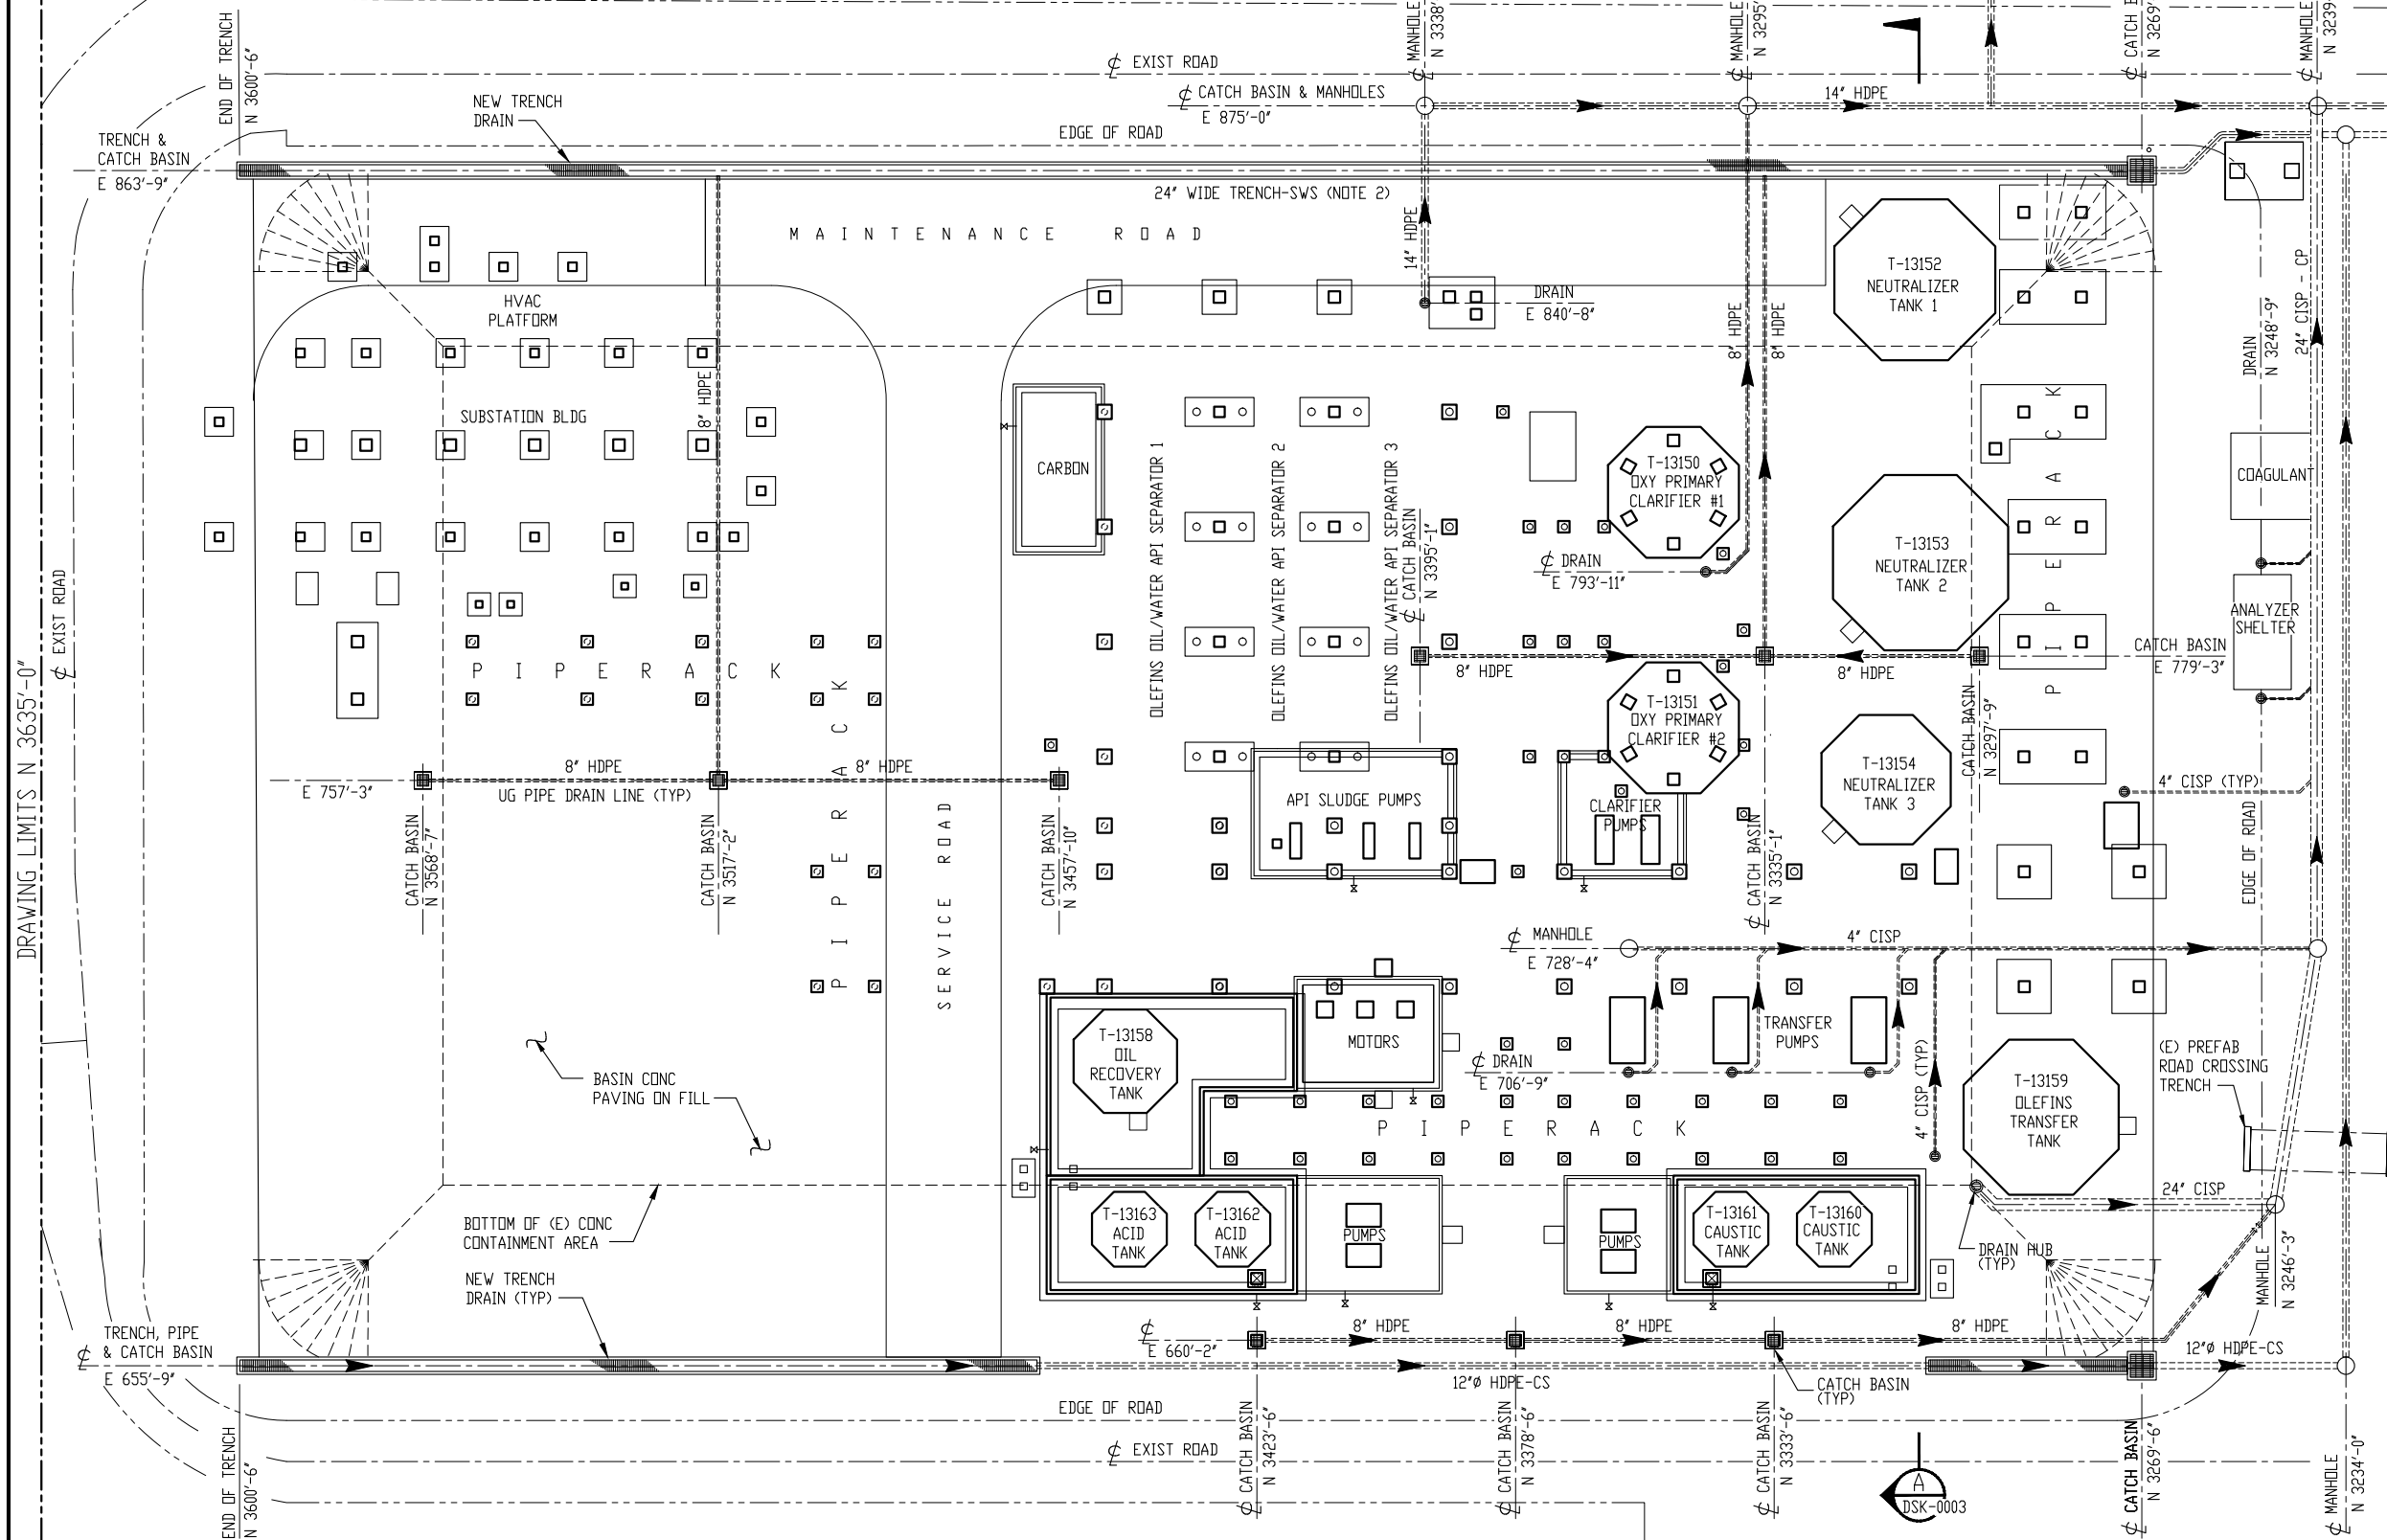 MANHOLE
N 3338'
MANHOLE
N 3295'
CATCH B
N 3269'
MANHOLE
N 3239
END OF TRENCH
N 3600'-6"
℄ EXIST ROAD
℄ CATCH BASIN & MANHOLES
E 875'-0"
14" HDPE
NEW TRENCH
DRAIN
EDGE OF ROAD
TRENCH &
CATCH BASIN
E 863'-9"
24" WIDE TRENCH-SWS (NOTE 2)
MAINTENANCE ROAD
14" HDPE
DRAIN
E 840'-8"
8" HDPE
8" HDPE
T-13152
NEUTRALIZER
TANK 1
DRAIN
N 3248'-9"
24" CISP - CP
HVAC
PLATFORM
8" HDPE
SUBSTATION BLDG
CARBON
OLEFINS OIL/WATER API SEPARATOR 1
OLEFINS OIL/WATER API SEPARATOR 2
OLEFINS OIL/WATER API SEPARATOR 3
℄ CATCH BASIN
N 3395'-1"
T-13150
OXY PRIMARY
CLARIFIER #1
℄ DRAIN
E 793'-11"
T-13153
NEUTRALIZER
TANK 2
PIPERACK
COAGULANT
ANALYZER
SHELTER
CATCH BASIN
E 779'-3"
8" HDPE
8" HDPE
℄ EXIST ROAD
DRAWING LIMITS N 3635'-0"
PIPERACK
PIPERACK
T-13151
OXY PRIMARY
CLARIFIER #2
CATCH BASIN
N 3297'-9"
T-13154
NEUTRALIZER
TANK 3
4" CISP (TYP)
E 757'-3"
8" HDPE
UG PIPE DRAIN LINE (TYP)
8" HDPE
API SLUDGE PUMPS
CLARIFIER
PUMPS
CATCH BASIN
N 3568'-7"
CATCH BASIN
N 3517'-2"
SERVICE ROAD
CATCH BASIN
N 3457'-10"
℄ CATCH BASIN
N 3335'-1"
EDGE OF ROAD
℄ MANHOLE
E 728'-4"
4" CISP
T-13158
OIL
RECOVERY
TANK
MOTORS
℄ DRAIN
E 706'-9"
TRANSFER
PUMPS
4" CISP (TYP)
T-13159
OLEFINS
TRANSFER
TANK
(E) PREFAB
ROAD CROSSING
TRENCH
BASIN CONC
PAVING ON FILL
PIPERACK
24" CISP
BOTTOM OF (E) CONC
CONTAINMENT AREA
T-13163
ACID
TANK
T-13162
ACID
TANK
PUMPS
PUMPS
T-13161
CAUSTIC
TANK
T-13160
CAUSTIC
TANK
DRAIN HUB
(TYP)
MANHOLE
N 3246'-3"
NEW TRENCH
DRAIN (TYP)
℄ TRENCH, PIPE
& CATCH BASIN
E 655'-9"
℄
E 660'-2"
8" HDPE
8" HDPE
8" HDPE
12"Ø HDPE-CS
12"Ø HDPE-CS
CATCH BASIN
(TYP)
EDGE OF ROAD
℄ EXIST ROAD
END OF TRENCH
N 3600'-6"
℄ CATCH BASIN
N 3423'-6"
℄ CATCH BASIN
N 3378'-6"
℄ CATCH BASIN
N 3333'-6"
A
DSK-0003
℄ CATCH BASIN
N 3269'-6"
℄ MANHOLE
N 3234'-0"